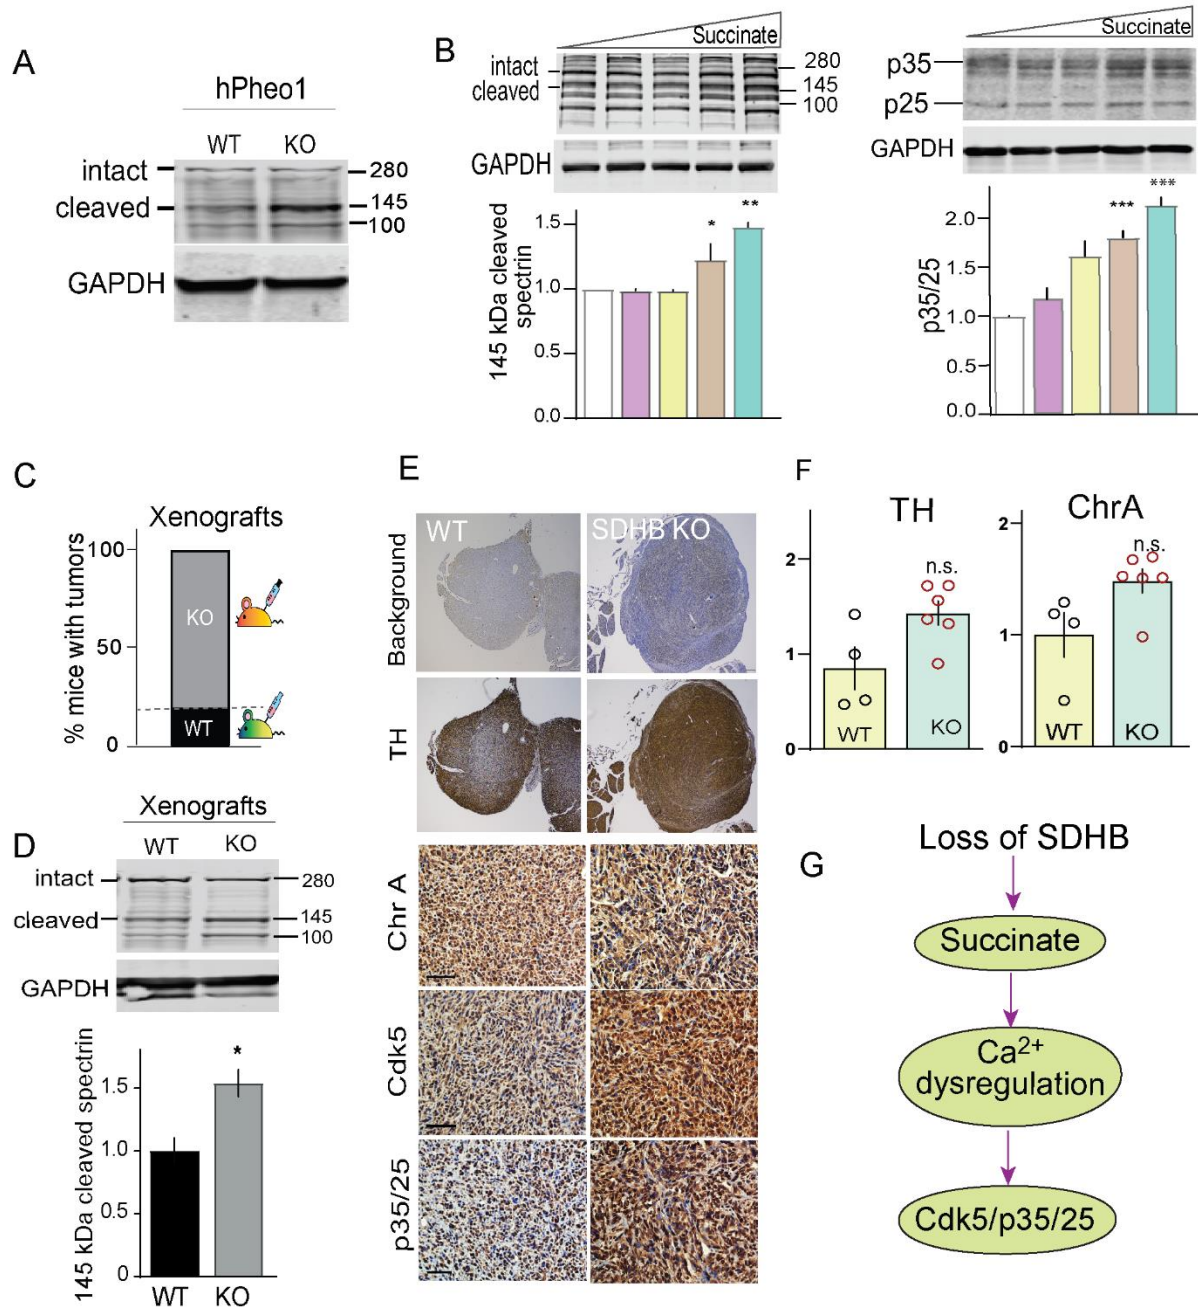 A
hPheo1
WT KO
intact
280
cleaved
145
100
GAPDH
B
Succinate
intact
280
cleaved
145
100
GAPDH
*
**
1.5
1.0
0.5
0.0
145 kDa cleaved
spectrin
Succinate
p35
p25
GAPDH
***
***
2.0
1.5
1.0
0.0
p35/25
C
Xenografts
100
50
0
% mice with tumors
KO
WT
D
Xenografts
WT KO
intact
280
cleaved
145
100
GAPDH
*
1.5
1.0
0.5
0
145 kDa cleaved spectrin
WT KO
E
WT
SDHB KO
Background
TH
Chr A
Cdk5
p35/25
F
TH
n.s.
2
1
0
WT
KO
ChrA
n.s.
2
1
0
WT
KO
G
Loss of SDHB
Succinate
Ca²⁺
dysregulation
Cdk5/p35/25